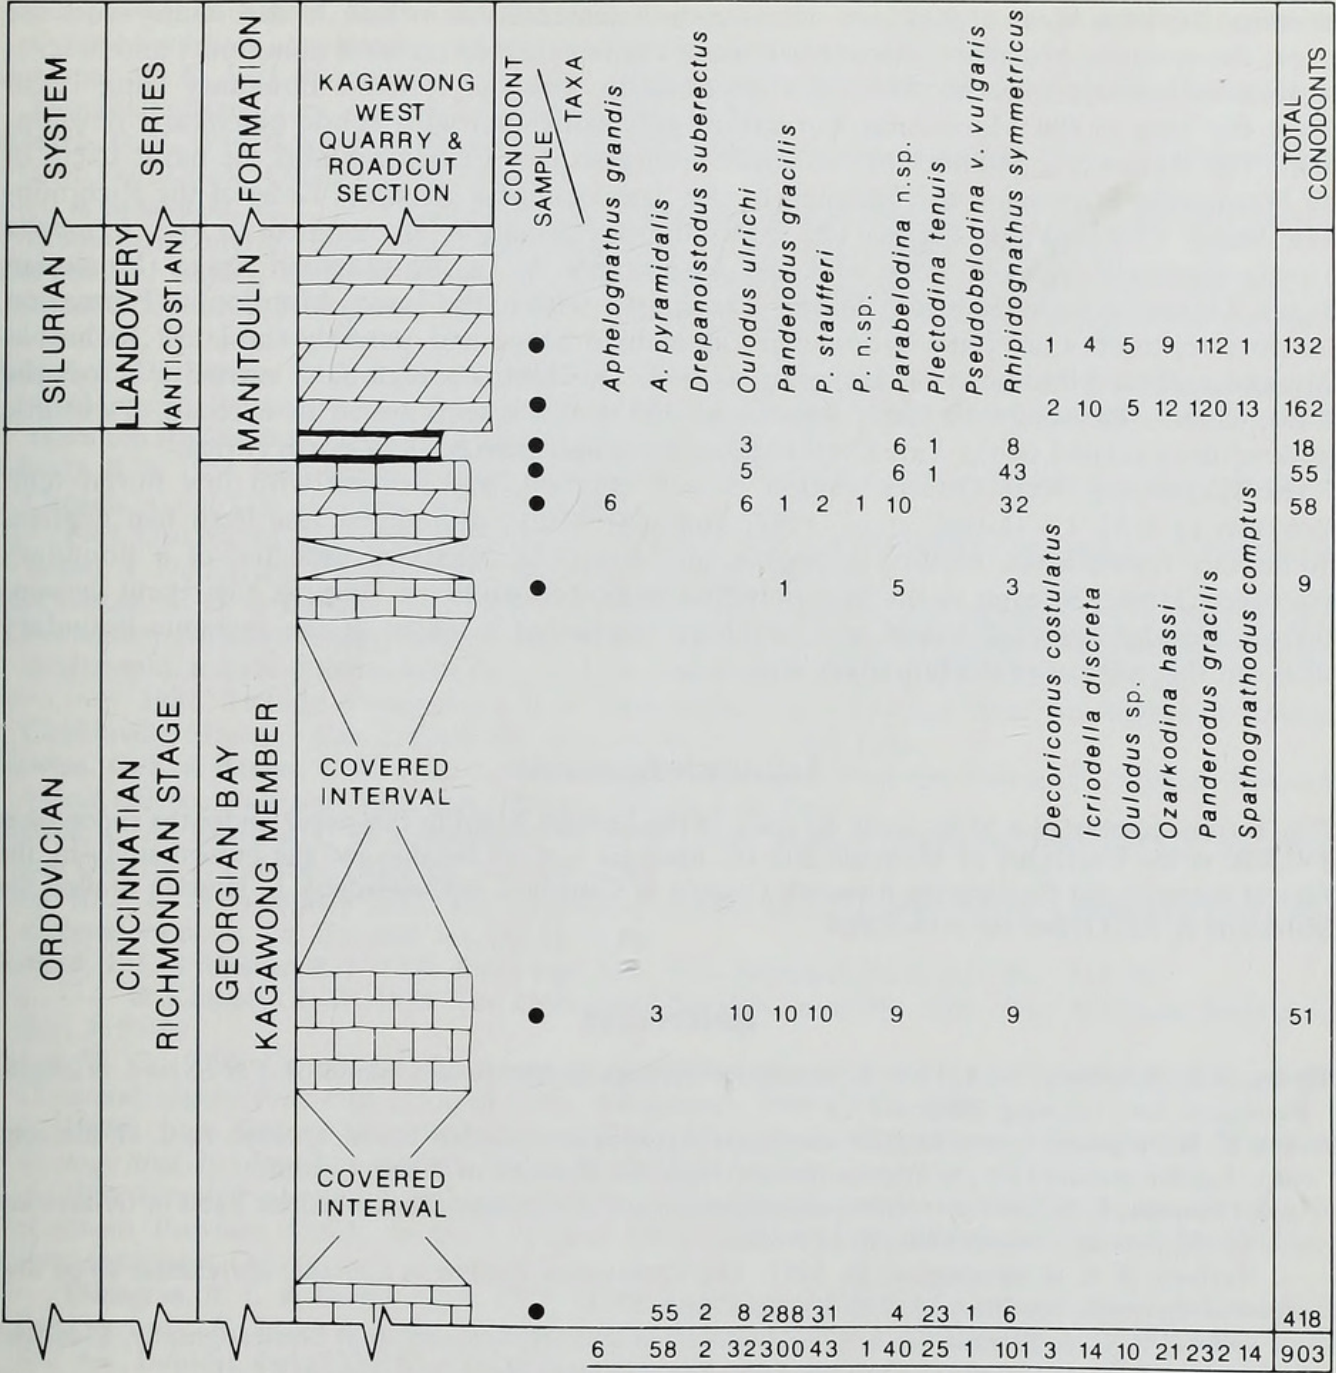 SYSTEM
SERIES
FORMATION
KAGAWONG
WEST
QUARRY &
ROADCUT
SECTION
CONODONT
SAMPLE
TAXA
Aphelognathus grandis
A. pyramidalis
Drepanoistodus suberectus
Oulodus ulrichi
Panderodus gracilis
P. staufferi
P. n. sp.
Parabelodina n.sp.
Plectodina tenuis
Pseudobelodina v. vulgaris
Rhipidognathus symmetricus
TOTAL
CONODONTS
SILURIAN
LLANDOVERY
(ANTICOSTIAN)
MANITOULIN
1 4 5 9 112 1 132
2 10 5 12 120 13 162
3 6 1 8 18
5 6 1 43 55
6 6 1 2 1 10 32 58
1 5 3 9
Decoriconus costulatus
Icriodella discreta
Oulodus sp.
Ozarkodina hassi
Panderodus gracilis
Spathognathodus comptus
ORDOVICIAN
CINCINNATIAN
RICHMONDIAN STAGE
GEORGIAN BAY
KAGAWONG MEMBER
COVERED
INTERVAL
3 10 10 10 9 9 51
COVERED
INTERVAL
55 2 8 288 31 4 23 1 6 418
6 58 2 32 300 43 1 40 25 1 101 3 14 10 21 232 14 903